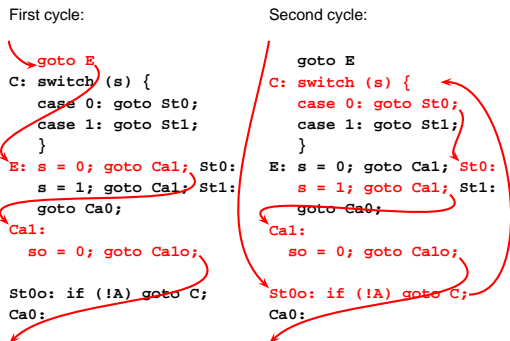 First cycle:
goto E
C: switch (s) {
case 0: goto St0;
case 1: goto St1;
}
E: s = 0; goto Ca1; St0:
s = 1; goto Ca1; St1:
goto Ca0;
Ca1:
so = 0; goto Ca1o;
St0o: if (!A) goto C;
Ca0:
Second cycle:
goto E
C: switch (s) {
case 0: goto St0;
case 1: goto St1;
}
E: s = 0; goto Ca1; St0:
s = 1; goto Ca1; St1:
goto Ca0;
Ca1:
so = 0; goto Ca1o;
St0o: if (!A) goto C;
Ca0: